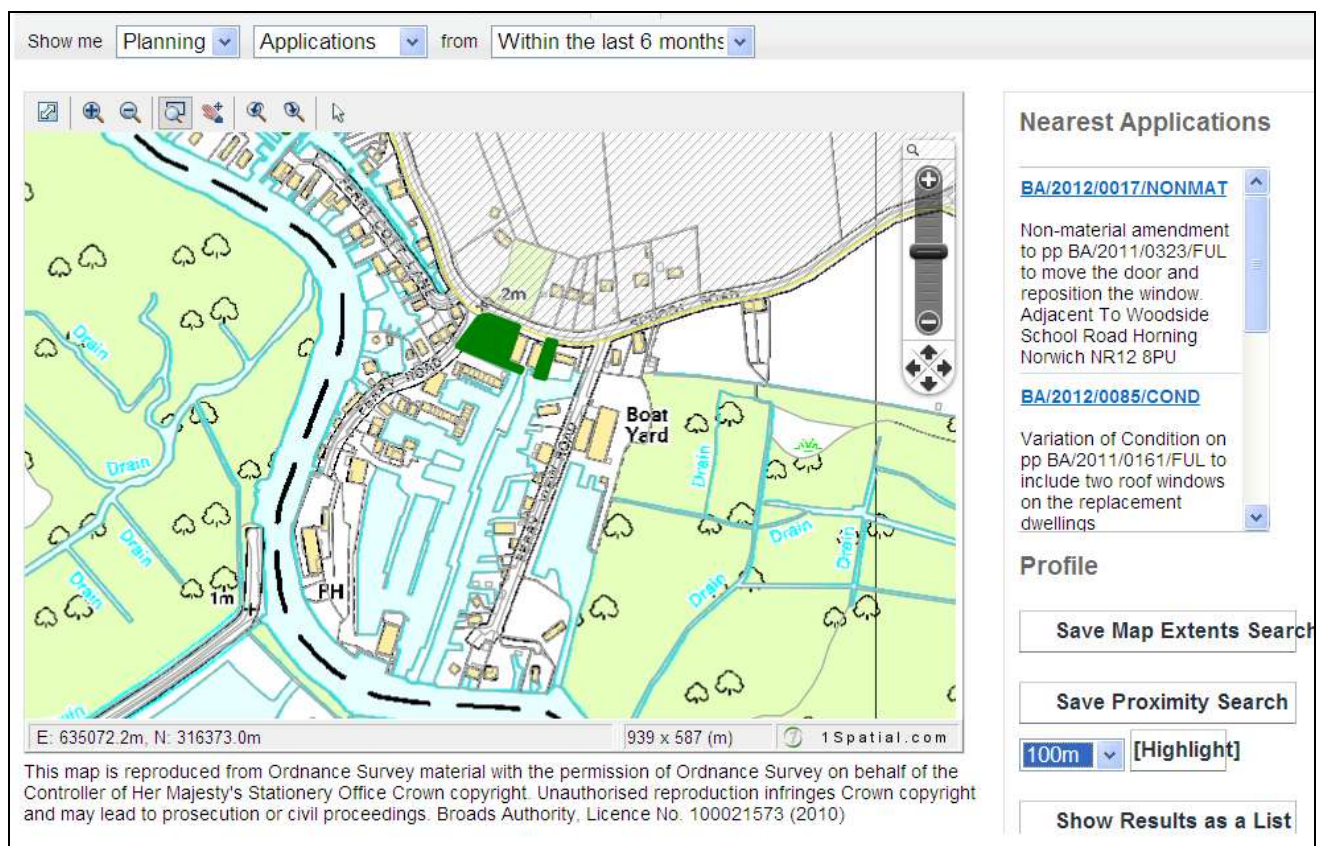 Show me Planning Applications from Within the last 6 months
Nearest Applications
BA/2012/0017/NONMAT
Non-material amendment
to pp BA/2011/0323/FUL
to move the door and
reposition the window.
Adjacent To Woodside
School Road Horning
Norwich NR12 8PU
BA/2012/0085/COND
Variation of Condition on
pp BA/2011/0161/FUL to
include two roof windows
on the replacement
dwellings
Profile
Save Map Extents Search
Save Proximity Search
100m [Highlight]
Show Results as a List
FERRY ROAD
2m
ROAD
FERRY ROAD
Boat
Yard
ROAD
Drain
Drain
Drain
Drain
Drain
Drain
Drain
Drain
1m
PH
E: 635072.2m, N: 316373.0m
939 x 587 (m)
1Spatial.com
This map is reproduced from Ordnance Survey material with the permission of Ordnance Survey on behalf of the
Controller of Her Majesty's Stationery Office Crown copyright. Unauthorised reproduction infringes Crown copyright
and may lead to prosecution or civil proceedings. Broads Authority, Licence No. 100021573 (2010)